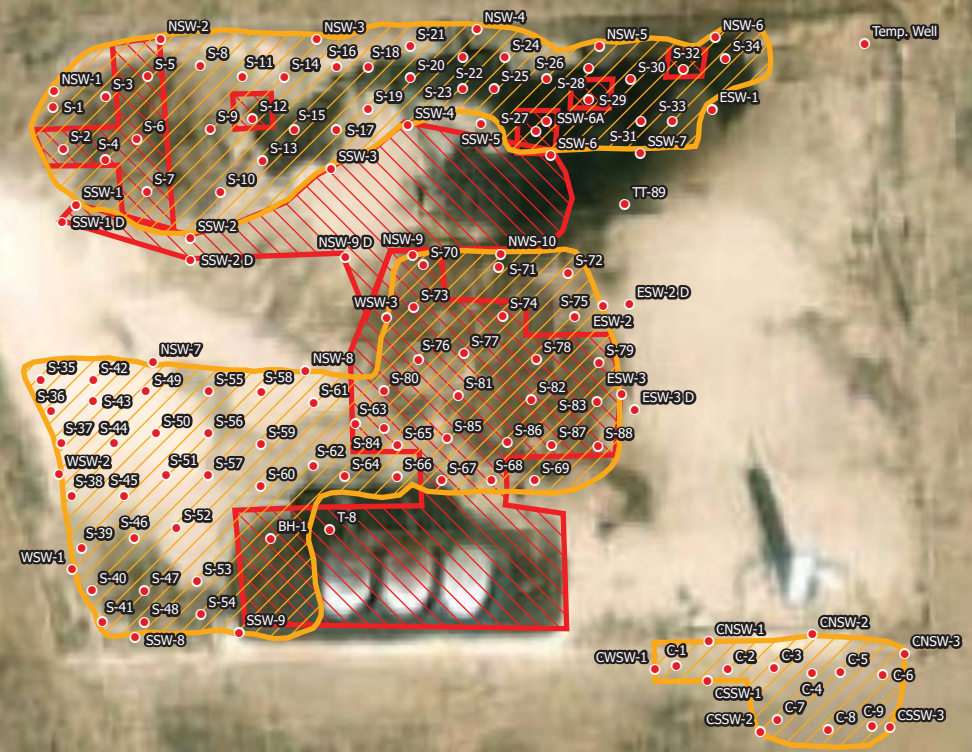 NSW-2
NSW-3
NSW-4
NSW-5
NSW-6
Temp. Well
S-8
S-16
S-18
S-21
S-24
S-32
S-34
NSW-1
S-3
S-5
S-11
S-14
S-20
S-22
S-25
S-26
S-28
S-30
S-1
S-12
S-19
S-23
S-29
ESW-1
S-2
S-4
S-6
S-9
S-15
S-17
SSW-4
SSW-5
S-27
SSW-6A
SSW-6
S-31
S-33
SSW-7
S-13
SSW-3
SSW-1
S-7
S-10
TT-89
SSW-1 D
SSW-2
SSW-2 D
NSW-9 D
NSW-9
S-70
NWS-10
S-71
S-72
WSW-3
S-73
S-74
S-75
ESW-2 D
ESW-2
NSW-7
NSW-8
S-76
S-77
S-78
S-79
S-35
S-42
S-49
S-55
S-58
S-61
S-80
S-81
S-82
S-83
ESW-3
ESW-3 D
S-36
S-43
S-63
S-37
S-44
S-50
S-56
S-59
S-84
S-65
S-85
S-86
S-87
S-88
WSW-2
S-38
S-45
S-51
S-57
S-60
S-62
S-64
S-66
S-67
S-68
S-69
S-39
S-46
S-52
BH-1
T-8
WSW-1
S-40
S-47
S-53
S-41
S-48
S-54
SSW-8
SSW-9
CNSW-1
CNSW-2
CNSW-3
CWSW-1
C-1
C-2
C-3
C-4
C-5
C-6
CSSW-1
CSSW-2
C-7
C-8
C-9
CSSW-3